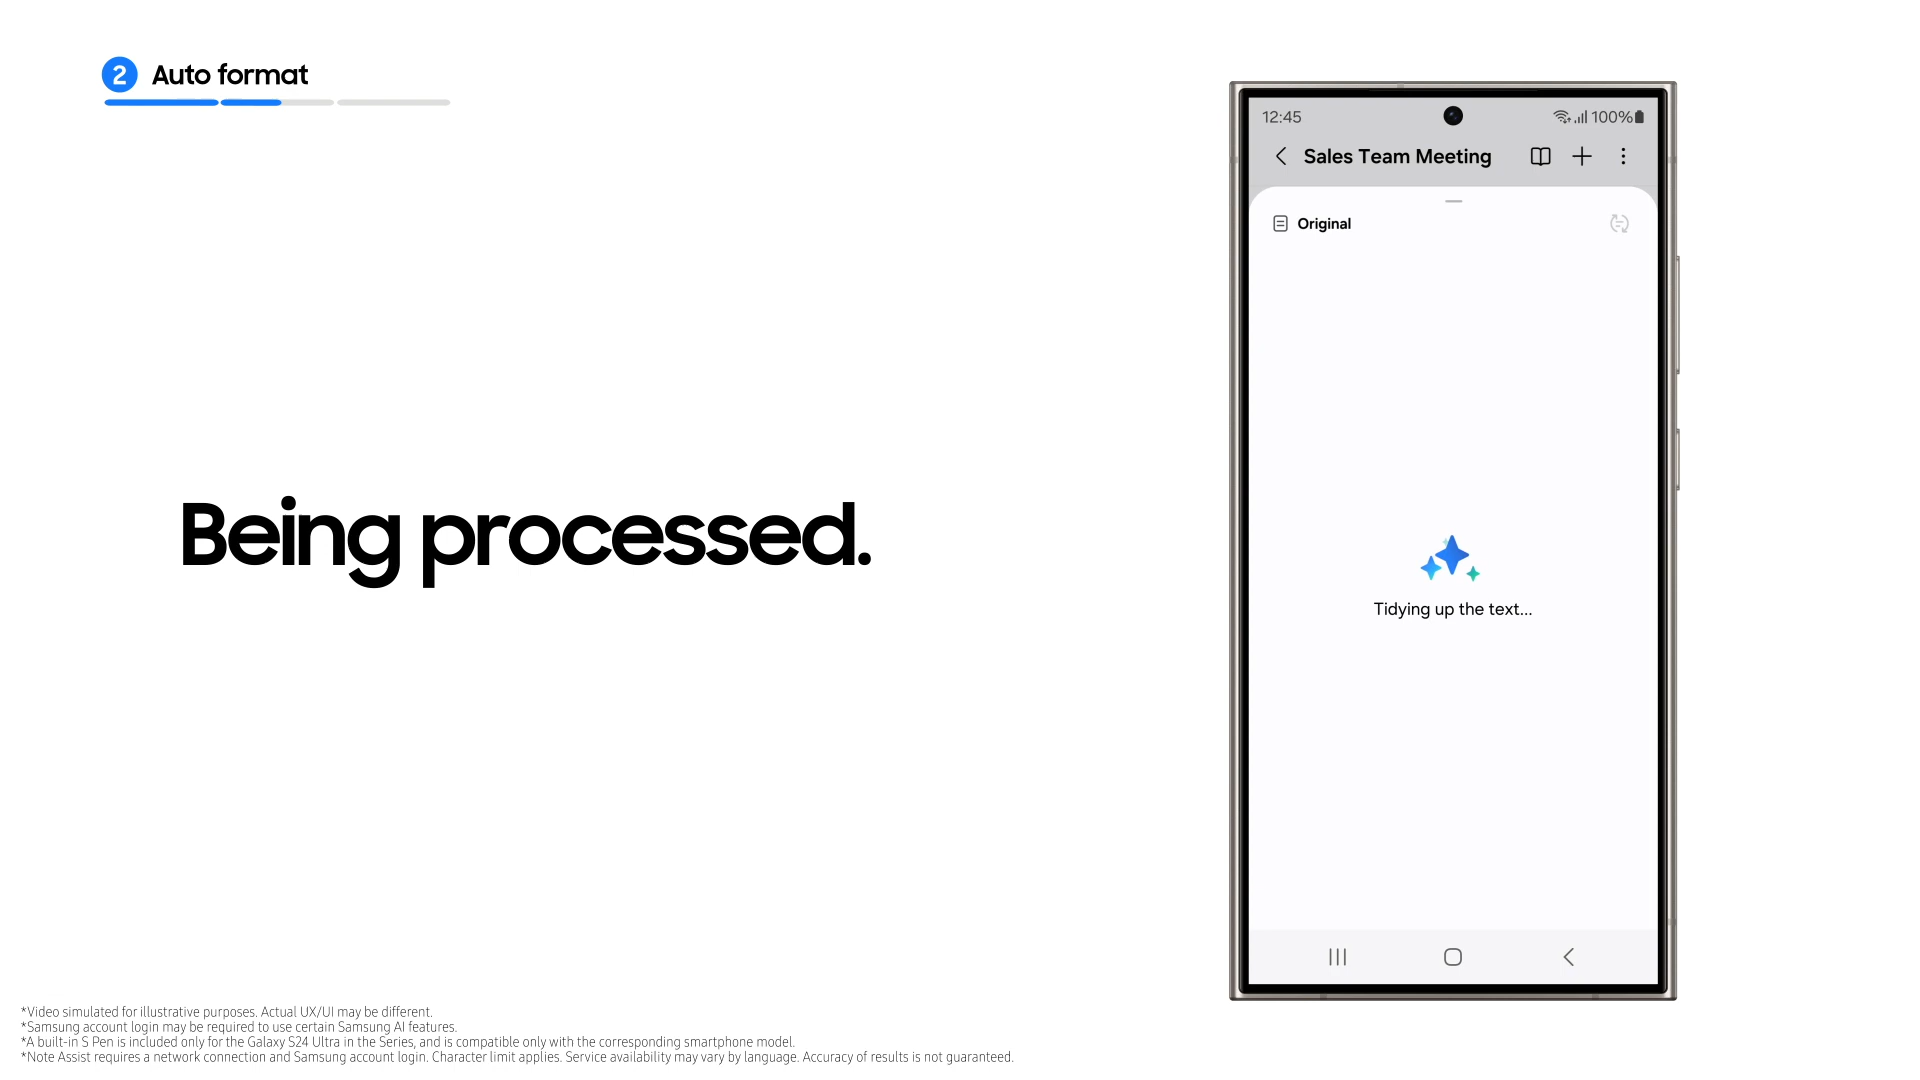 2 Auto format
Being processed.
12:45
100%
Sales Team Meeting
Original
Tidying up the text...
*Video simulated for illustrative purposes. Actual UX/UI may be different.
*Samsung account login may be required to use certain Samsung AI features.
*A built-in S Pen is included only for the Galaxy S24 Ultra in the Series, and is compatible only with the corresponding smartphone model.
*Note Assist requires a network connection and Samsung account login. Character limit applies. Service availability may vary by language. Accuracy of results is not guaranteed.